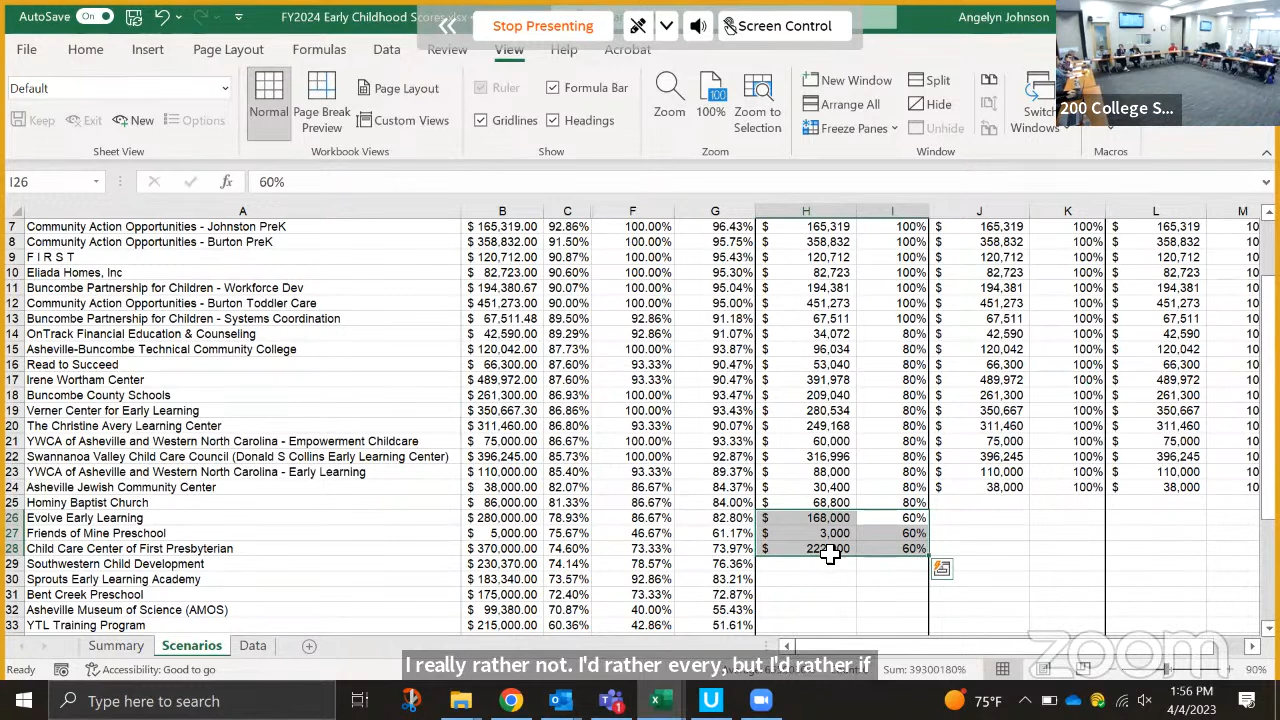 AutoSave On FY2024 Early Childhood Scores.xlsx Angelyn Johnson
Stop Presenting Screen Control
File Home Insert Page Layout Formulas Data Review View Help Acrobat
Default
Keep Exit New Options
Sheet View
Normal Page Break Preview Page Layout Custom Views
Workbook Views
Ruler Formula Bar
Gridlines Headings
Show
Zoom 100 100% Zoom to Selection
Zoom
New Window Split
Arrange All Hide
Freeze Panes Unhide
Switch Windows
Window
Macros
200 College S...
I26 fx 60%
A B C F G H I J K L M
7 Community Action Opportunities - Johnston PreK $ 165,319.00 92.86% 100.00% 96.43% $ 165,319 100% $ 165,319 100% $ 165,319 10
8 Community Action Opportunities - Burton PreK $ 358,832.00 91.50% 100.00% 95.75% $ 358,832 100% $ 358,832 100% $ 358,832 10
9 F I R S T $ 120,712.00 90.87% 100.00% 95.43% $ 120,712 100% $ 120,712 100% $ 120,712 10
10 Eliada Homes, Inc $ 82,723.00 90.60% 100.00% 95.30% $ 82,723 100% $ 82,723 100% $ 82,723 10
11 Buncombe Partnership for Children - Workforce Dev $ 194,380.67 90.07% 100.00% 95.04% $ 194,381 100% $ 194,381 100% $ 194,381 10
12 Community Action Opportunities - Burton Toddler Care $ 451,273.00 90.00% 100.00% 95.00% $ 451,273 100% $ 451,273 100% $ 451,273 10
13 Buncombe Partnership for Children - Systems Coordination $ 67,511.48 89.50% 92.86% 91.18% $ 67,511 100% $ 67,511 100% $ 67,511 10
14 OnTrack Financial Education & Counseling $ 42,590.00 89.29% 92.86% 91.07% $ 34,072 80% $ 42,590 100% $ 42,590 10
15 Asheville-Buncombe Technical Community College $ 120,042.00 87.73% 100.00% 93.87% $ 96,034 80% $ 120,042 100% $ 120,042 10
16 Read to Succeed $ 66,300.00 87.60% 93.33% 90.47% $ 53,040 80% $ 66,300 100% $ 66,300 10
17 Irene Wortham Center $ 489,972.00 87.60% 93.33% 90.47% $ 391,978 80% $ 489,972 100% $ 489,972 10
18 Buncombe County Schools $ 261,300.00 86.93% 100.00% 93.47% $ 209,040 80% $ 261,300 100% $ 261,300 10
19 Verner Center for Early Learning $ 350,667.30 86.86% 100.00% 93.43% $ 280,534 80% $ 350,667 100% $ 350,667 10
20 The Christine Avery Learning Center $ 311,460.00 86.80% 93.33% 90.07% $ 249,168 80% $ 311,460 100% $ 311,460 10
21 YWCA of Asheville and Western North Carolina - Empowerment Childcare $ 75,000.00 86.67% 100.00% 93.33% $ 60,000 80% $ 75,000 100% $ 75,000 10
22 Swannanoa Valley Child Care Council (Donald S Collins Early Learning Center) $ 396,245.00 85.73% 100.00% 92.87% $ 316,996 80% $ 396,245 100% $ 396,245 10
23 YWCA of Asheville and Western North Carolina - Early Learning $ 110,000.00 85.40% 93.33% 89.37% $ 88,000 80% $ 110,000 100% $ 110,000 10
24 Asheville Jewish Community Center $ 38,000.00 82.07% 86.67% 84.37% $ 30,400 80% $ 38,000 100% $ 38,000 10
25 Hominy Baptist Church $ 86,000.00 81.33% 86.67% 84.00% $ 68,800 80%
26 Evolve Early Learning $ 280,000.00 78.93% 86.67% 82.80% $ 168,000 60%
27 Friends of Mine Preschool $ 5,000.00 75.67% 46.67% 61.17% $ 3,000 60%
28 Child Care Center of First Presbyterian $ 370,000.00 74.60% 73.33% 73.97% $ 60%
29 Southwestern Child Development $ 230,370.00 74.14% 78.57% 76.36%
30 Sprouts Early Learning Academy $ 183,340.00 73.57% 92.86% 83.21%
31 Bent Creek Preschool $ 175,000.00 72.40% 73.33% 72.87%
32 Asheville Museum of Science (AMOS) $ 99,380.00 70.87% 40.00% 55.43%
33 YTL Training Program $ 215,000.00 60.36% 42.86% 51.61%
Summary Scenarios Data
zoom
Ready Accessibility: Good to go Sum: 39300180% 90%
I really rather not. I'd rather every, but I'd rather if
Type here to search 75°F 1:56 PM
4/4/2023